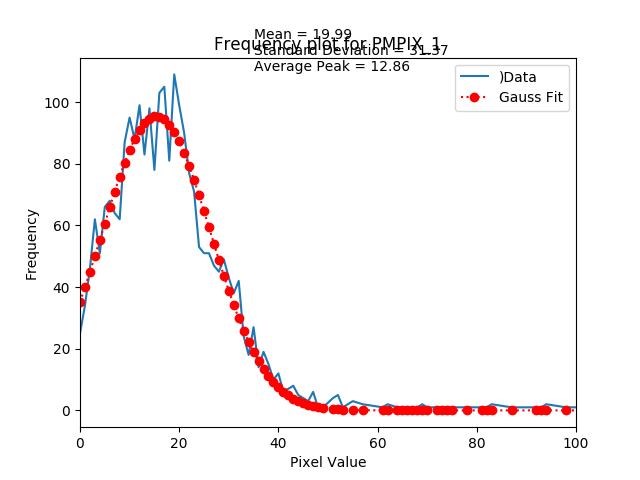 Mean = 19.99
Frequency plot for PMPIX_1
Standard Deviation = 31.37
Average Peak = 12.86
)Data
Gauss Fit
100
80
60
40
20
0
Frequency
0 20 40 60 80 100
Pixel Value